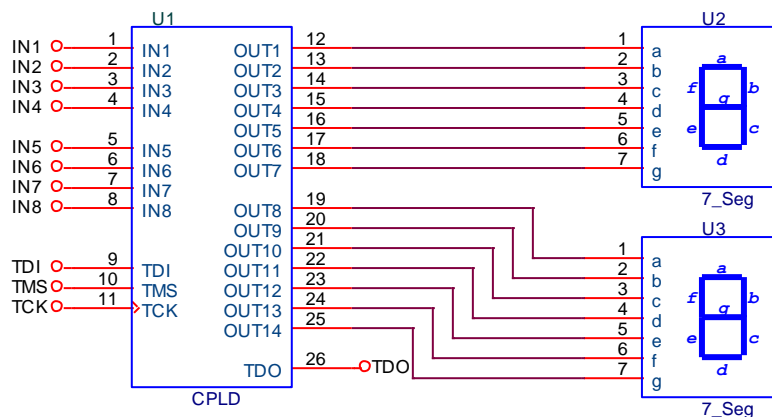 U1
IN1 1 IN1
IN2 2 IN2
IN3 3 IN3
IN4 4 IN4
IN5 5 IN5
IN6 6 IN6
IN7 7 IN7
IN8 8 IN8
TDI 9 TDI
TMS 10 TMS
TCK 11 TCK
OUT1 12
OUT2 13
OUT3 14
OUT4 15
OUT5 16
OUT6 17
OUT7 18
OUT8 19
OUT9 20
OUT10 21
OUT11 22
OUT12 23
OUT13 24
OUT14 25
TDO 26 TDO
CPLD
U2
1 a
2 b
3 c
4 d
5 e
6 f
7 g
a
f b
g
e c
d
7_Seg
U3
1 a
2 b
3 c
4 d
5 e
6 f
7 g
a
f b
g
e c
d
7_Seg